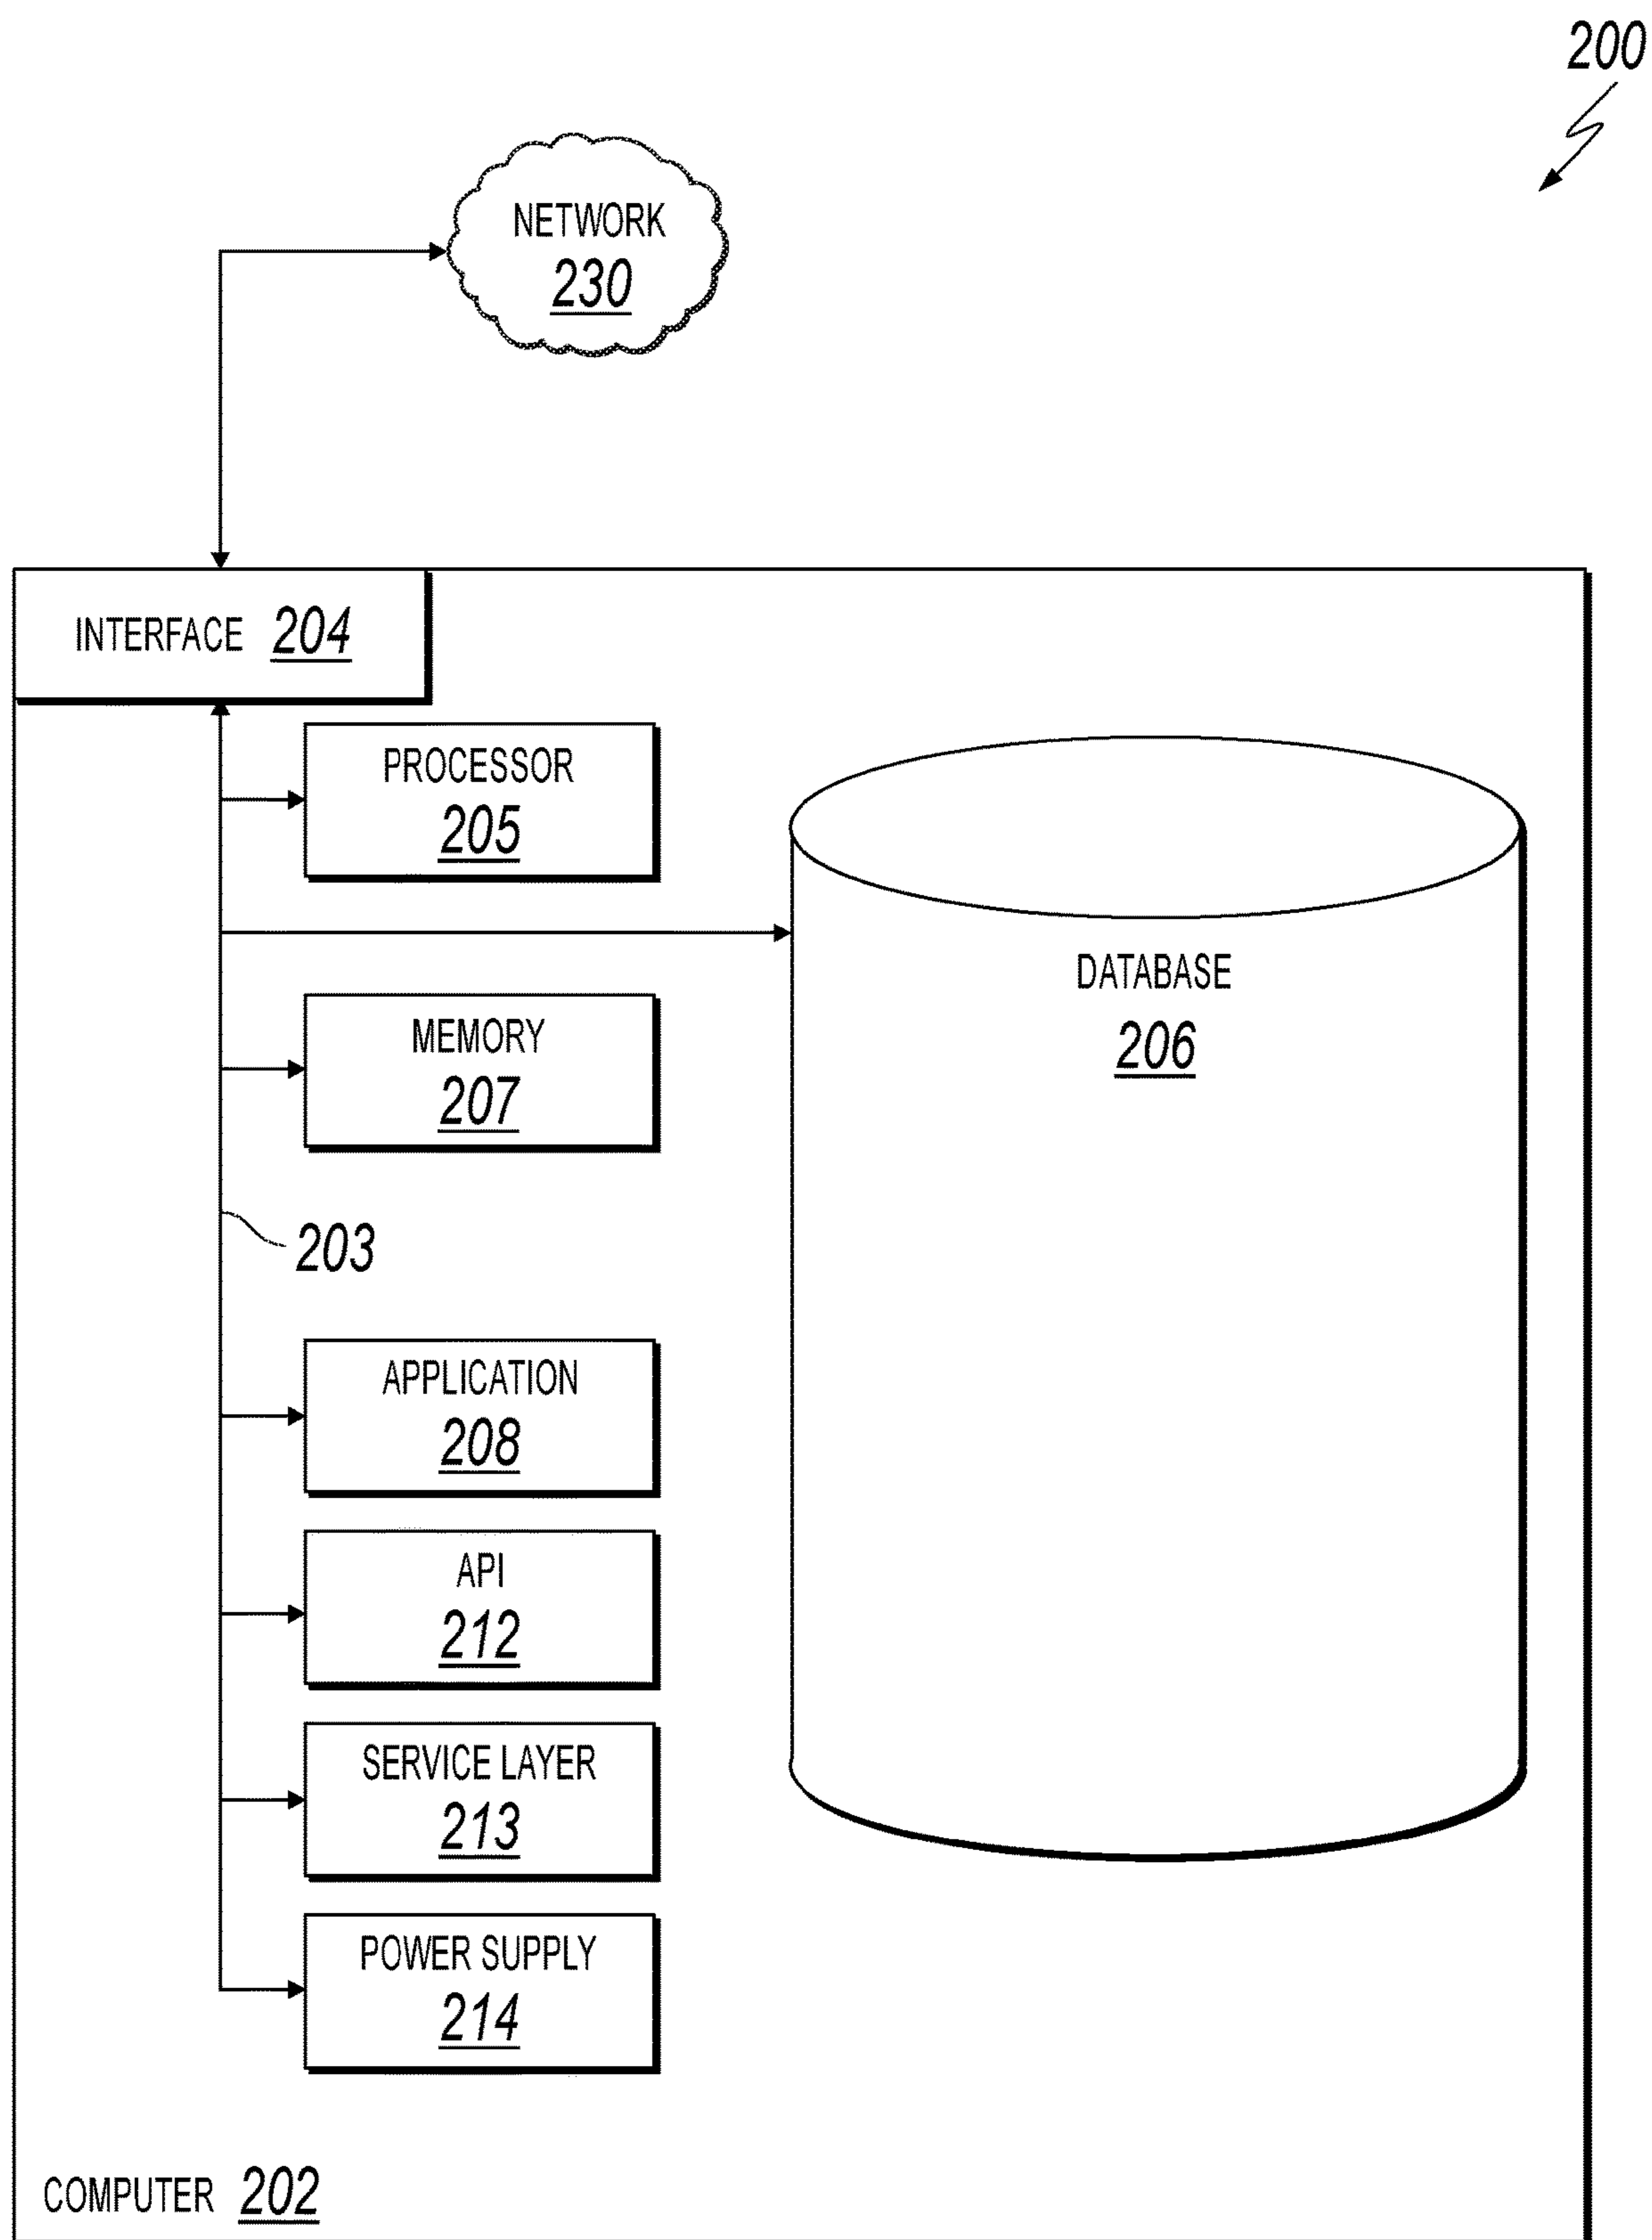 200
NETWORK
230
INTERFACE 204
PROCESSOR
205
DATABASE
206
MEMORY
207
203
APPLICATION
208
API
212
SERVICE LAYER
213
POWER SUPPLY
214
COMPUTER 202